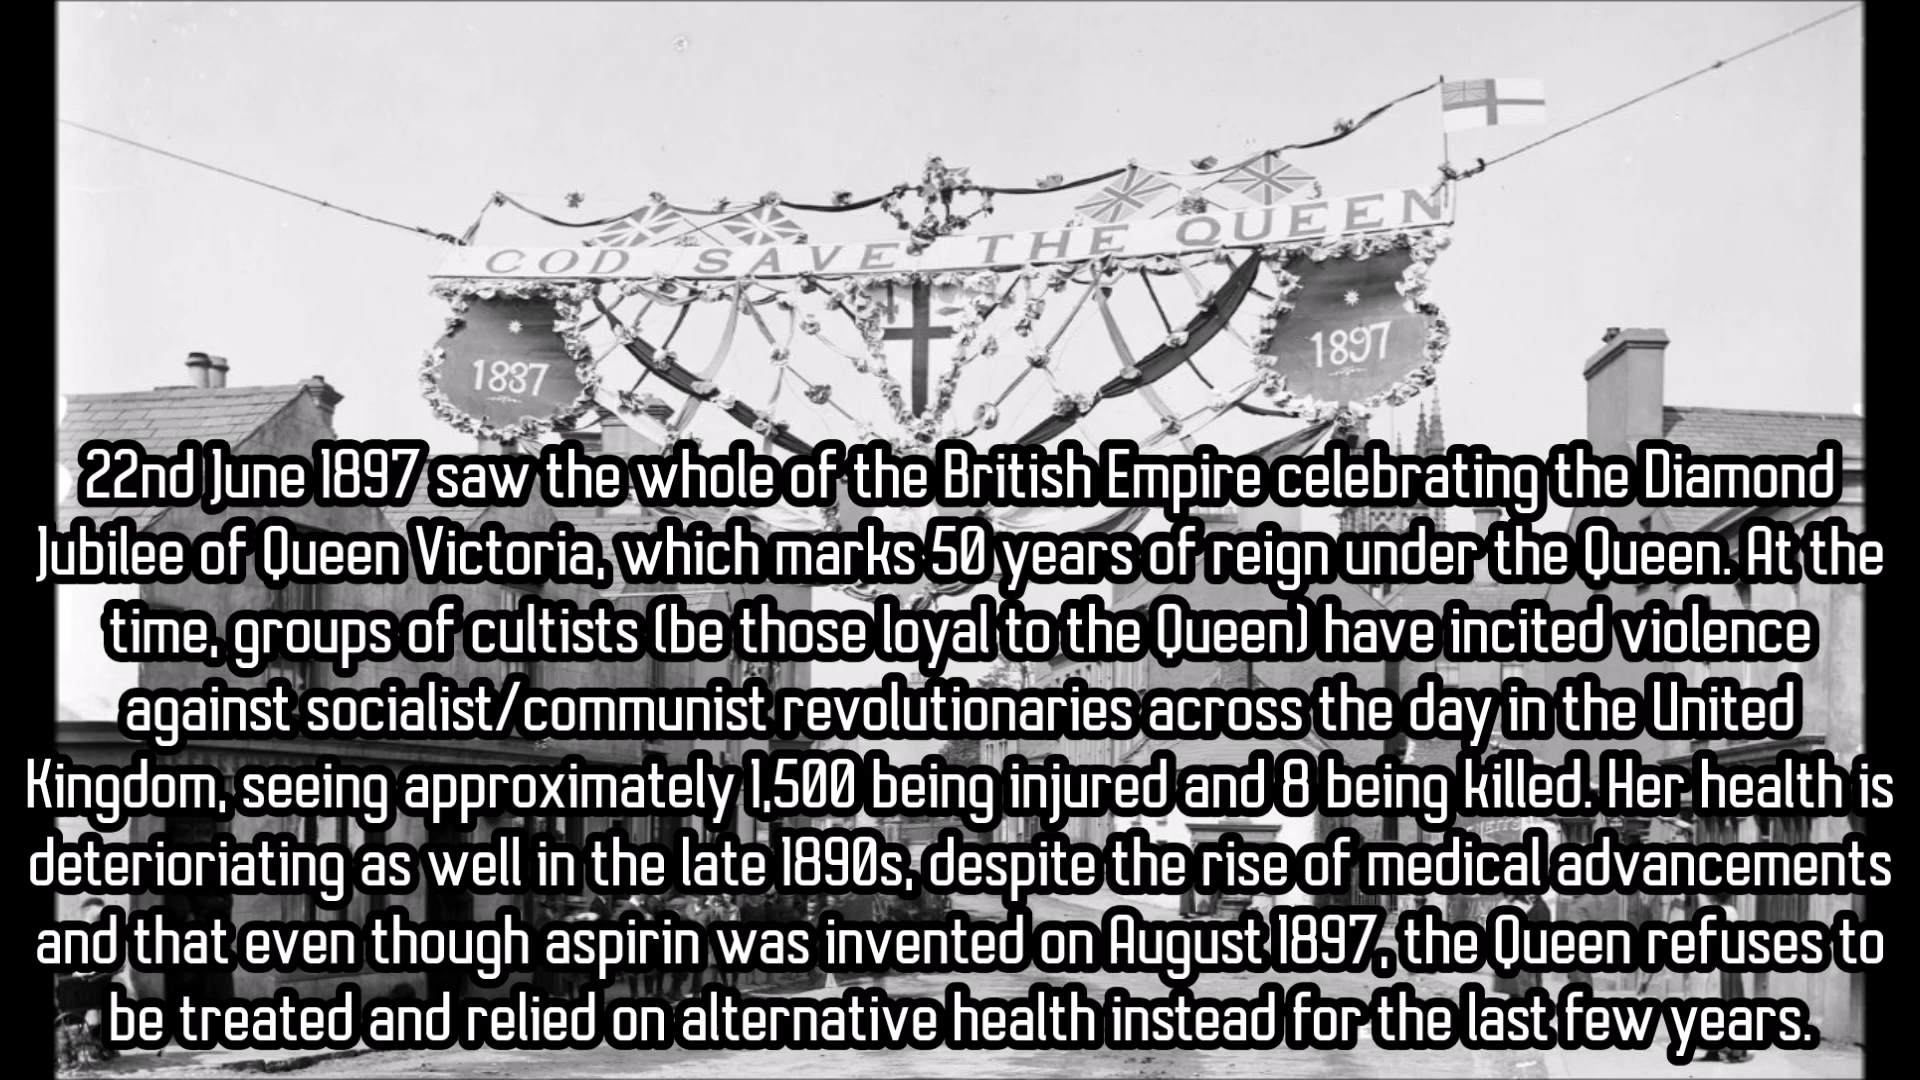 GOD SAVE THE QUEEN
1837
1897
22nd June 1897 saw the whole of the British Empire celebrating the Diamond
Jubilee of Queen Victoria, which marks 50 years of reign under the Queen. At the
time, groups of cultists (be those loyal to the Queen) have incited violence
against socialist/communist revolutionaries across the day in the United
Kingdom, seeing approximately 1,500 being injured and 8 being killed. Her health is
deterioriating as well in the late 1890s, despite the rise of medical advancements
and that even though aspirin was invented on August 1897, the Queen refuses to
be treated and relied on alternative health instead for the last few years.